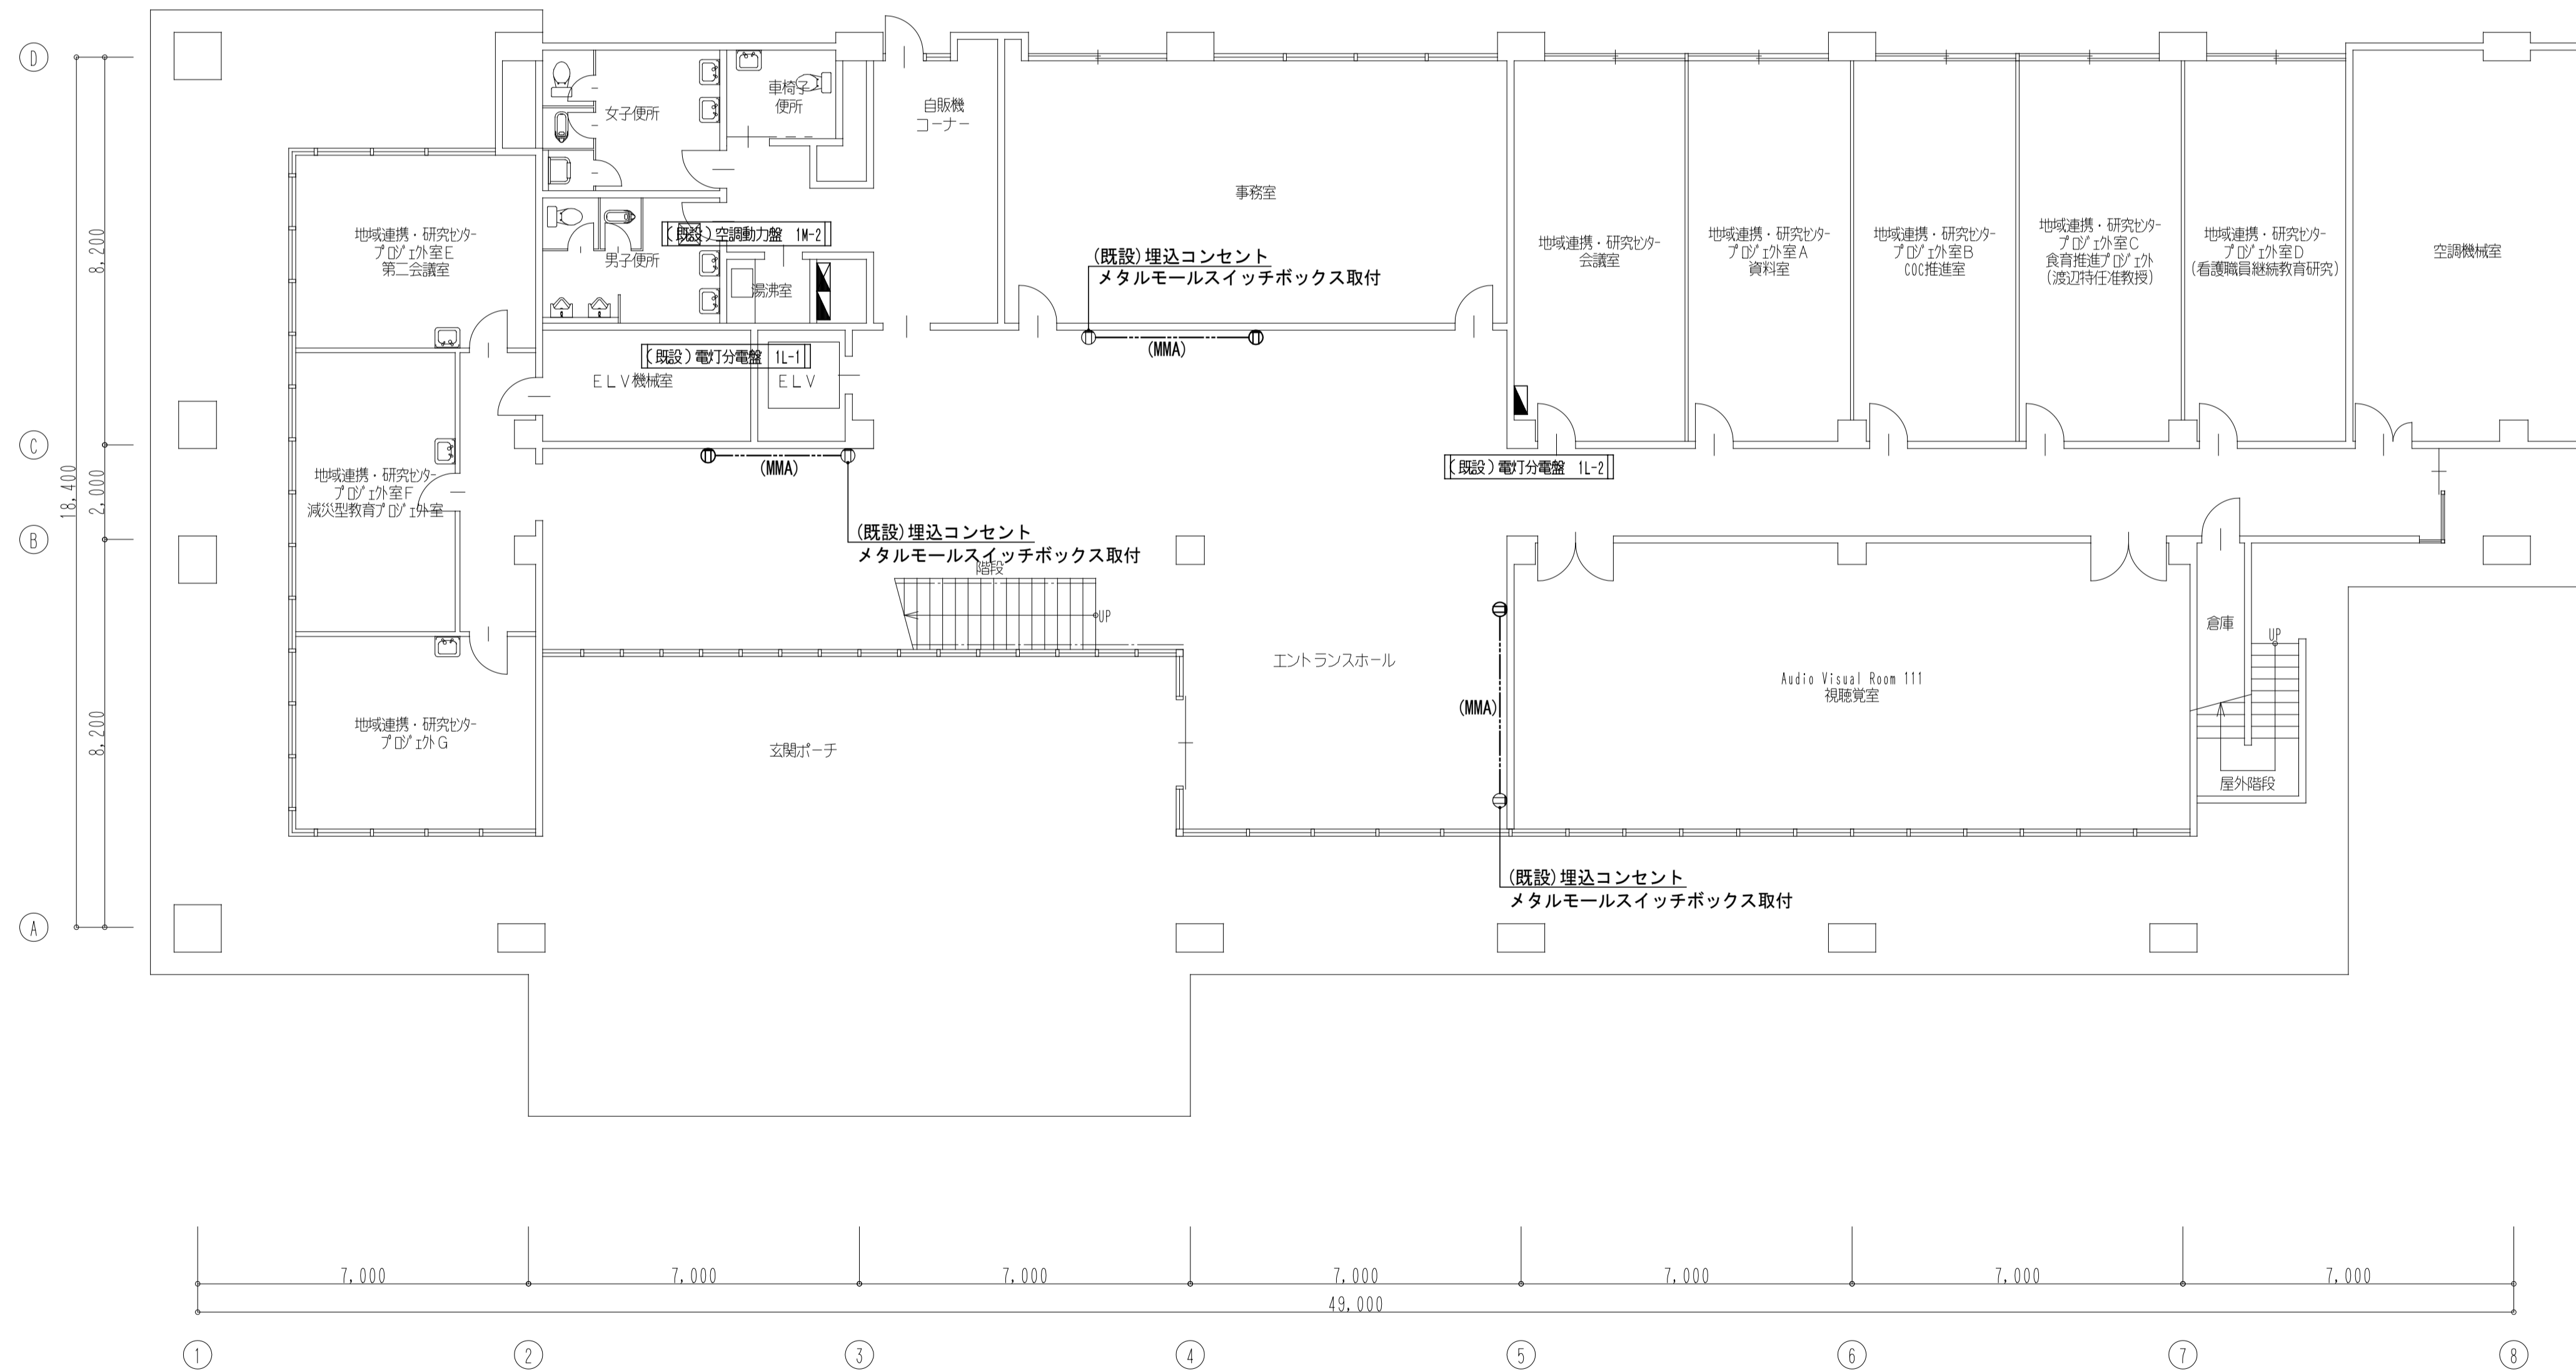 D
C
B
A
8,200
2,000
8,200
18,400
女子便所
車椅子
便所
自販機
コーナー
事務室
地域連携・研究センター
プロジェクト室E
第二会議室
(既設)空調動力盤 1M-2
男子便所
湯沸室
(既設)埋込コンセント
メタルモールスイッチボックス取付
(MMA)
地域連携・研究センター
会議室
地域連携・研究センター
プロジェクト室A
資料室
地域連携・研究センター
プロジェクト室B
COC推進室
地域連携・研究センター
プロジェクト室C
食育推進プロジェクト
(渡辺特任准教授)
地域連携・研究センター
プロジェクト室D
(看護職員継続教育研究)
空調機械室
(既設)電灯分電盤 1L-1
ELV機械室
ELV
(MMA)
(既設)電灯分電盤 1L-2
地域連携・研究センター
プロジェクト室F
減災型教育プロジェクト室
(既設)埋込コンセント
メタルモールスイッチボックス取付
階段
UP
エントランスホール
(MMA)
Audio Visual Room 111
視聴覚室
倉庫
UP
屋外階段
地域連携・研究センター
プロジェクトG
玄関ポーチ
(既設)埋込コンセント
メタルモールスイッチボックス取付
7,000
7,000
7,000
7,000
7,000
7,000
7,000
49,000
1
2
3
4
5
6
7
8